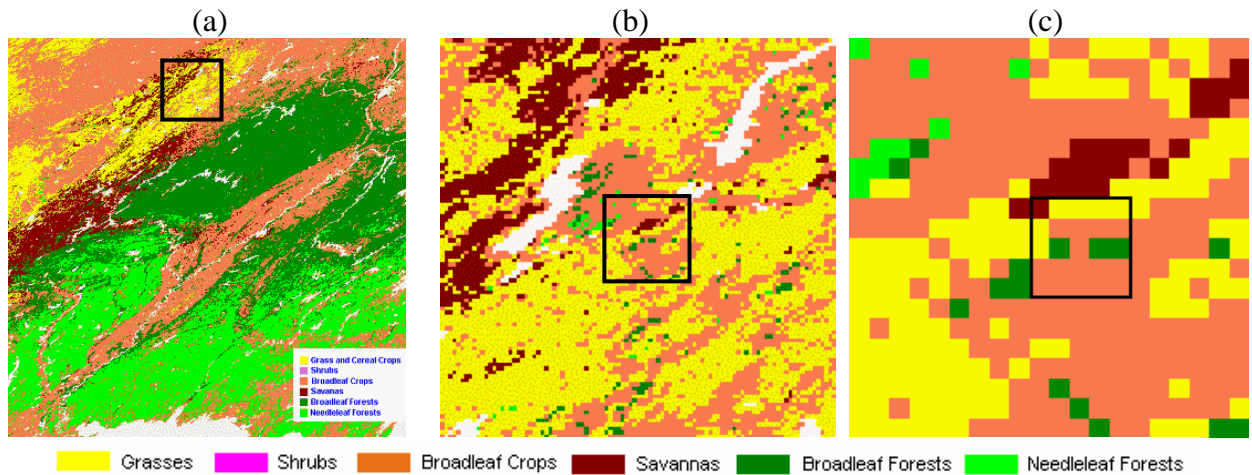 (a) (b) (c)
Grass and Cereal Crops
Shrubs
Broadleaf Crops
Savanas
Broadleaf Forests
Needleleaf Forests
Grasses Shrubs Broadleaf Crops Savannas Broadleaf Forests Needleleaf Forests